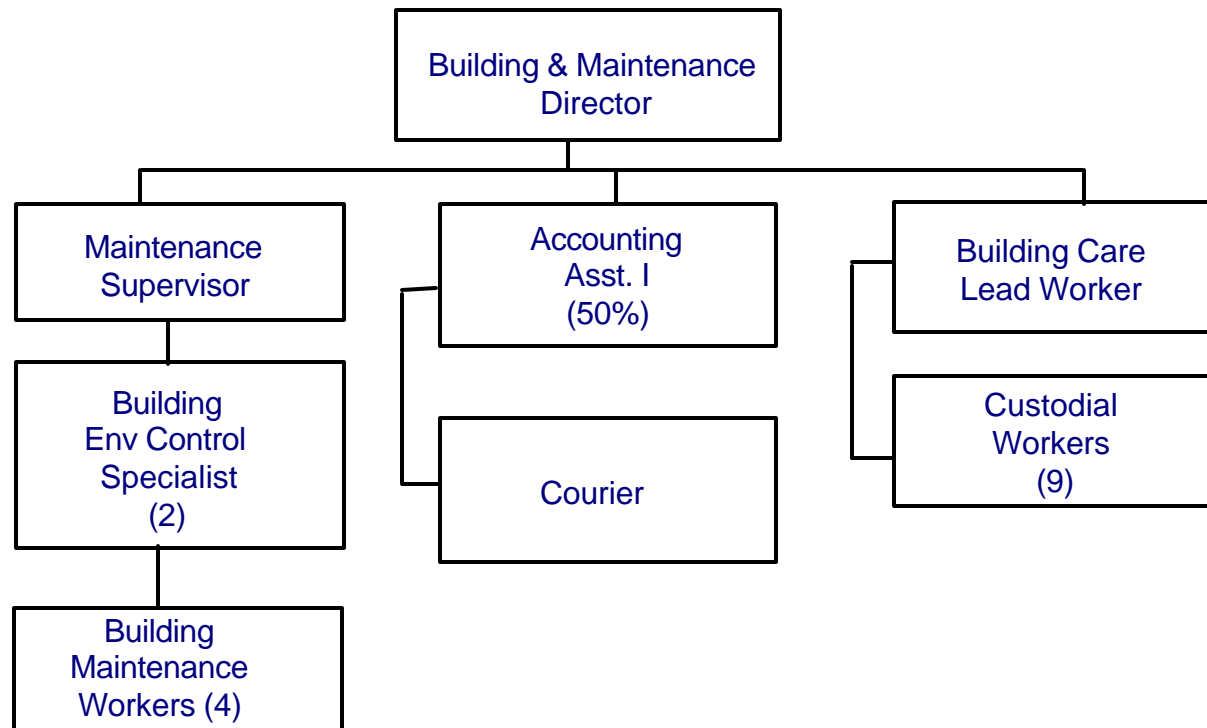 Building & Maintenance
Director
Maintenance
Supervisor
Accounting
Asst. I
(50%)
Building Care
Lead Worker
Building
Env Control
Specialist
(2)
Courier
Custodial
Workers
(9)
Building
Maintenance
Workers (4)